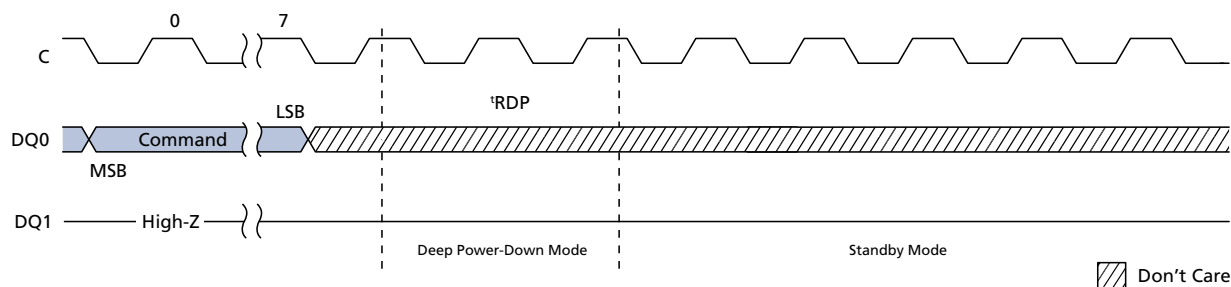 0 7
C
tRDP
LSB
DQ0 Command
MSB
DQ1 High-Z
Deep Power-Down Mode Standby Mode
Don't Care